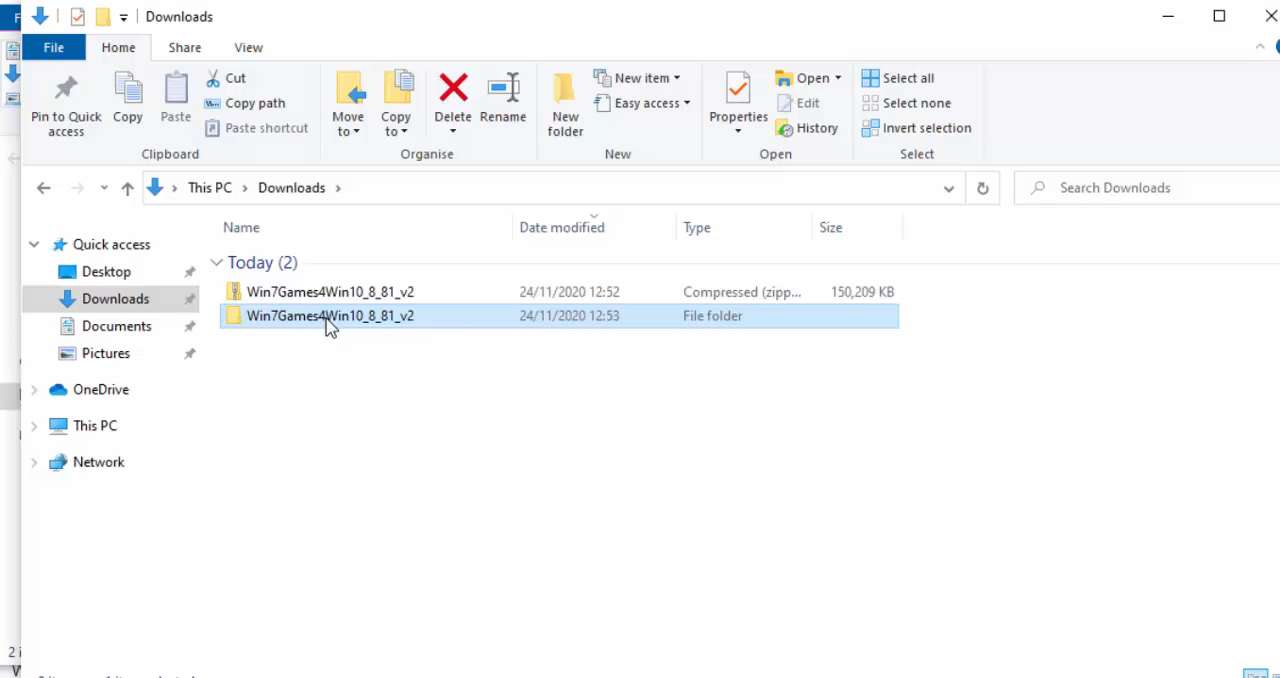 F
Downloads
File
Home
Share
View
Pin to Quick access
Copy
Paste
Cut
Copy path
Paste shortcut
Clipboard
Move to
Copy to
Delete
Rename
Organise
New folder
New item
Easy access
New
Properties
Open
Edit
History
Open
Select all
Select none
Invert selection
Select
This PC
Downloads
Search Downloads
Name
Date modified
Type
Size
Quick access
Desktop
Downloads
Documents
Pictures
OneDrive
This PC
Network
Today (2)
Win7Games4Win10_8_81_v2 24/11/2020 12:52 Compressed (zipp... 150,209 KB
Win7Games4Win10_8_81_v2 24/11/2020 12:53 File folder